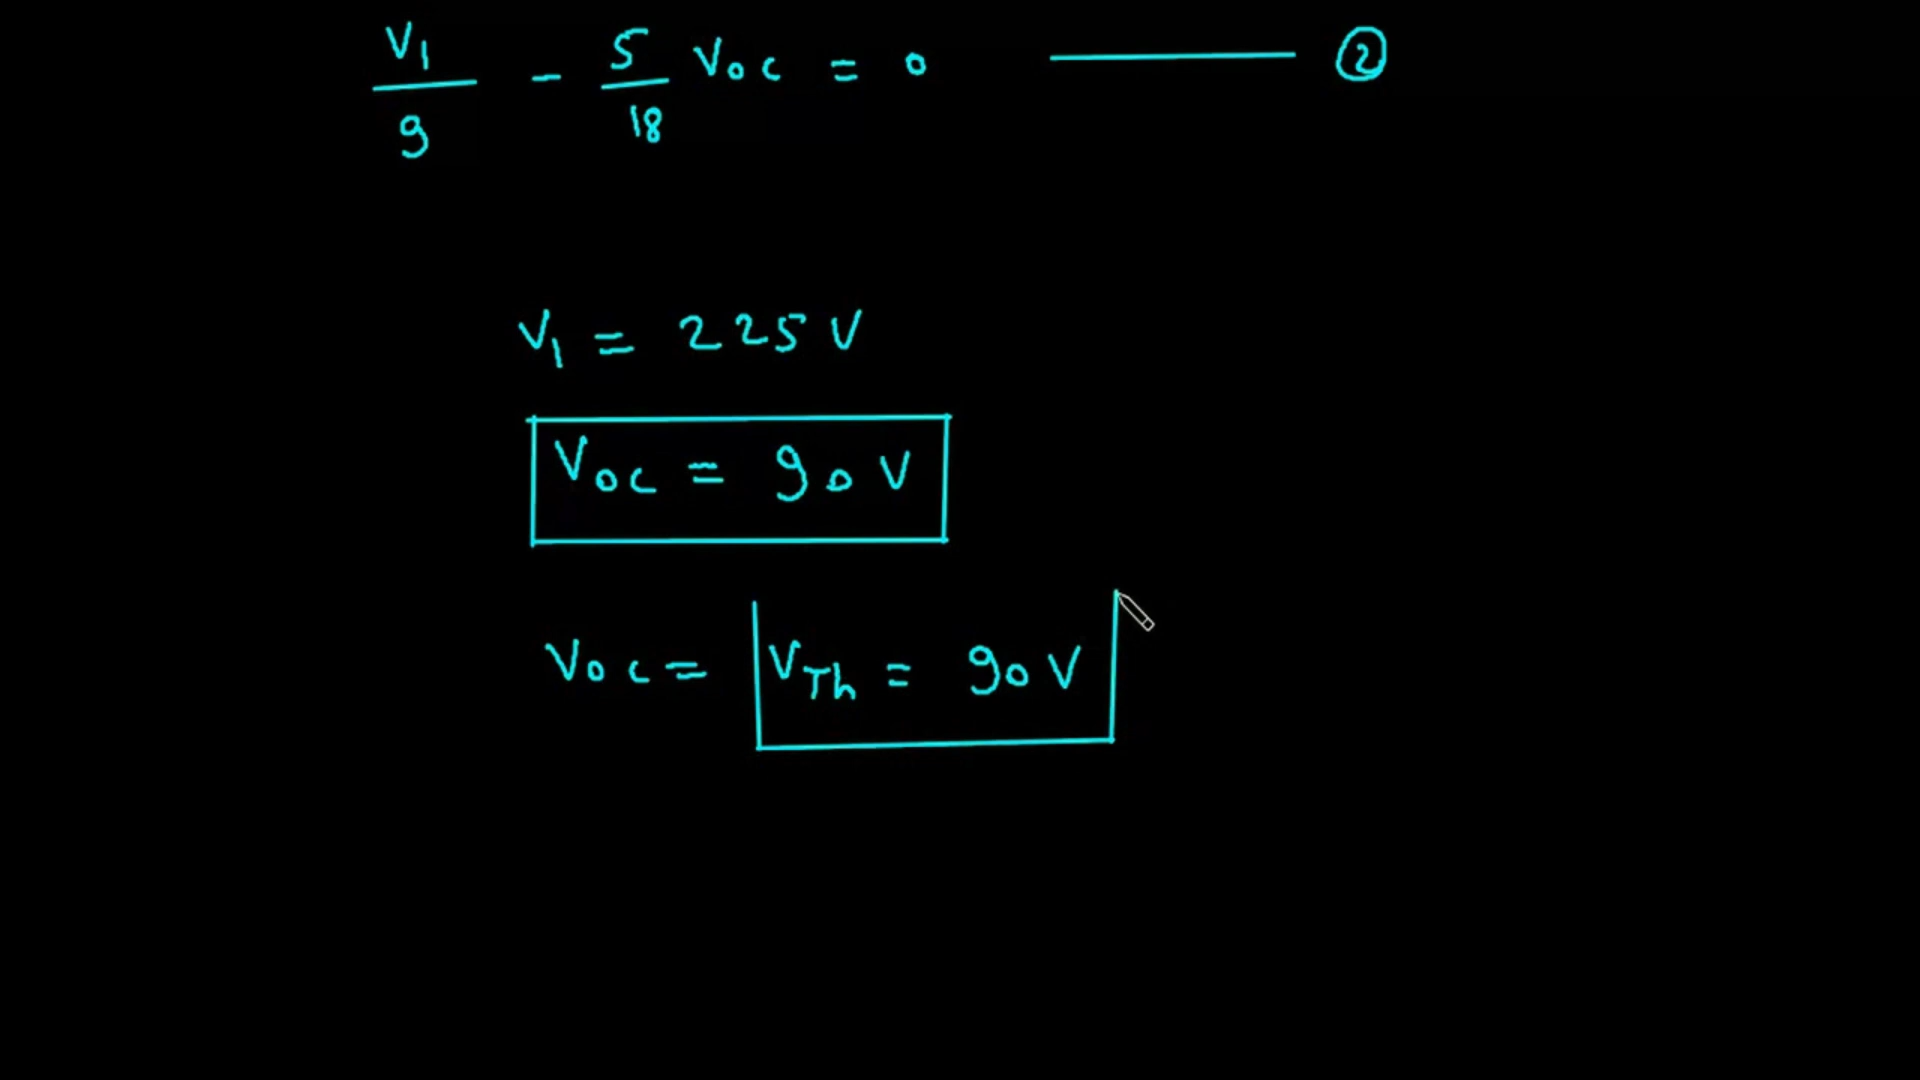 V₁/9 - 5/18 Voc = 0 ——— ②
V₁ = 225 V
Voc = 90 V
Voc = VTh = 90 V